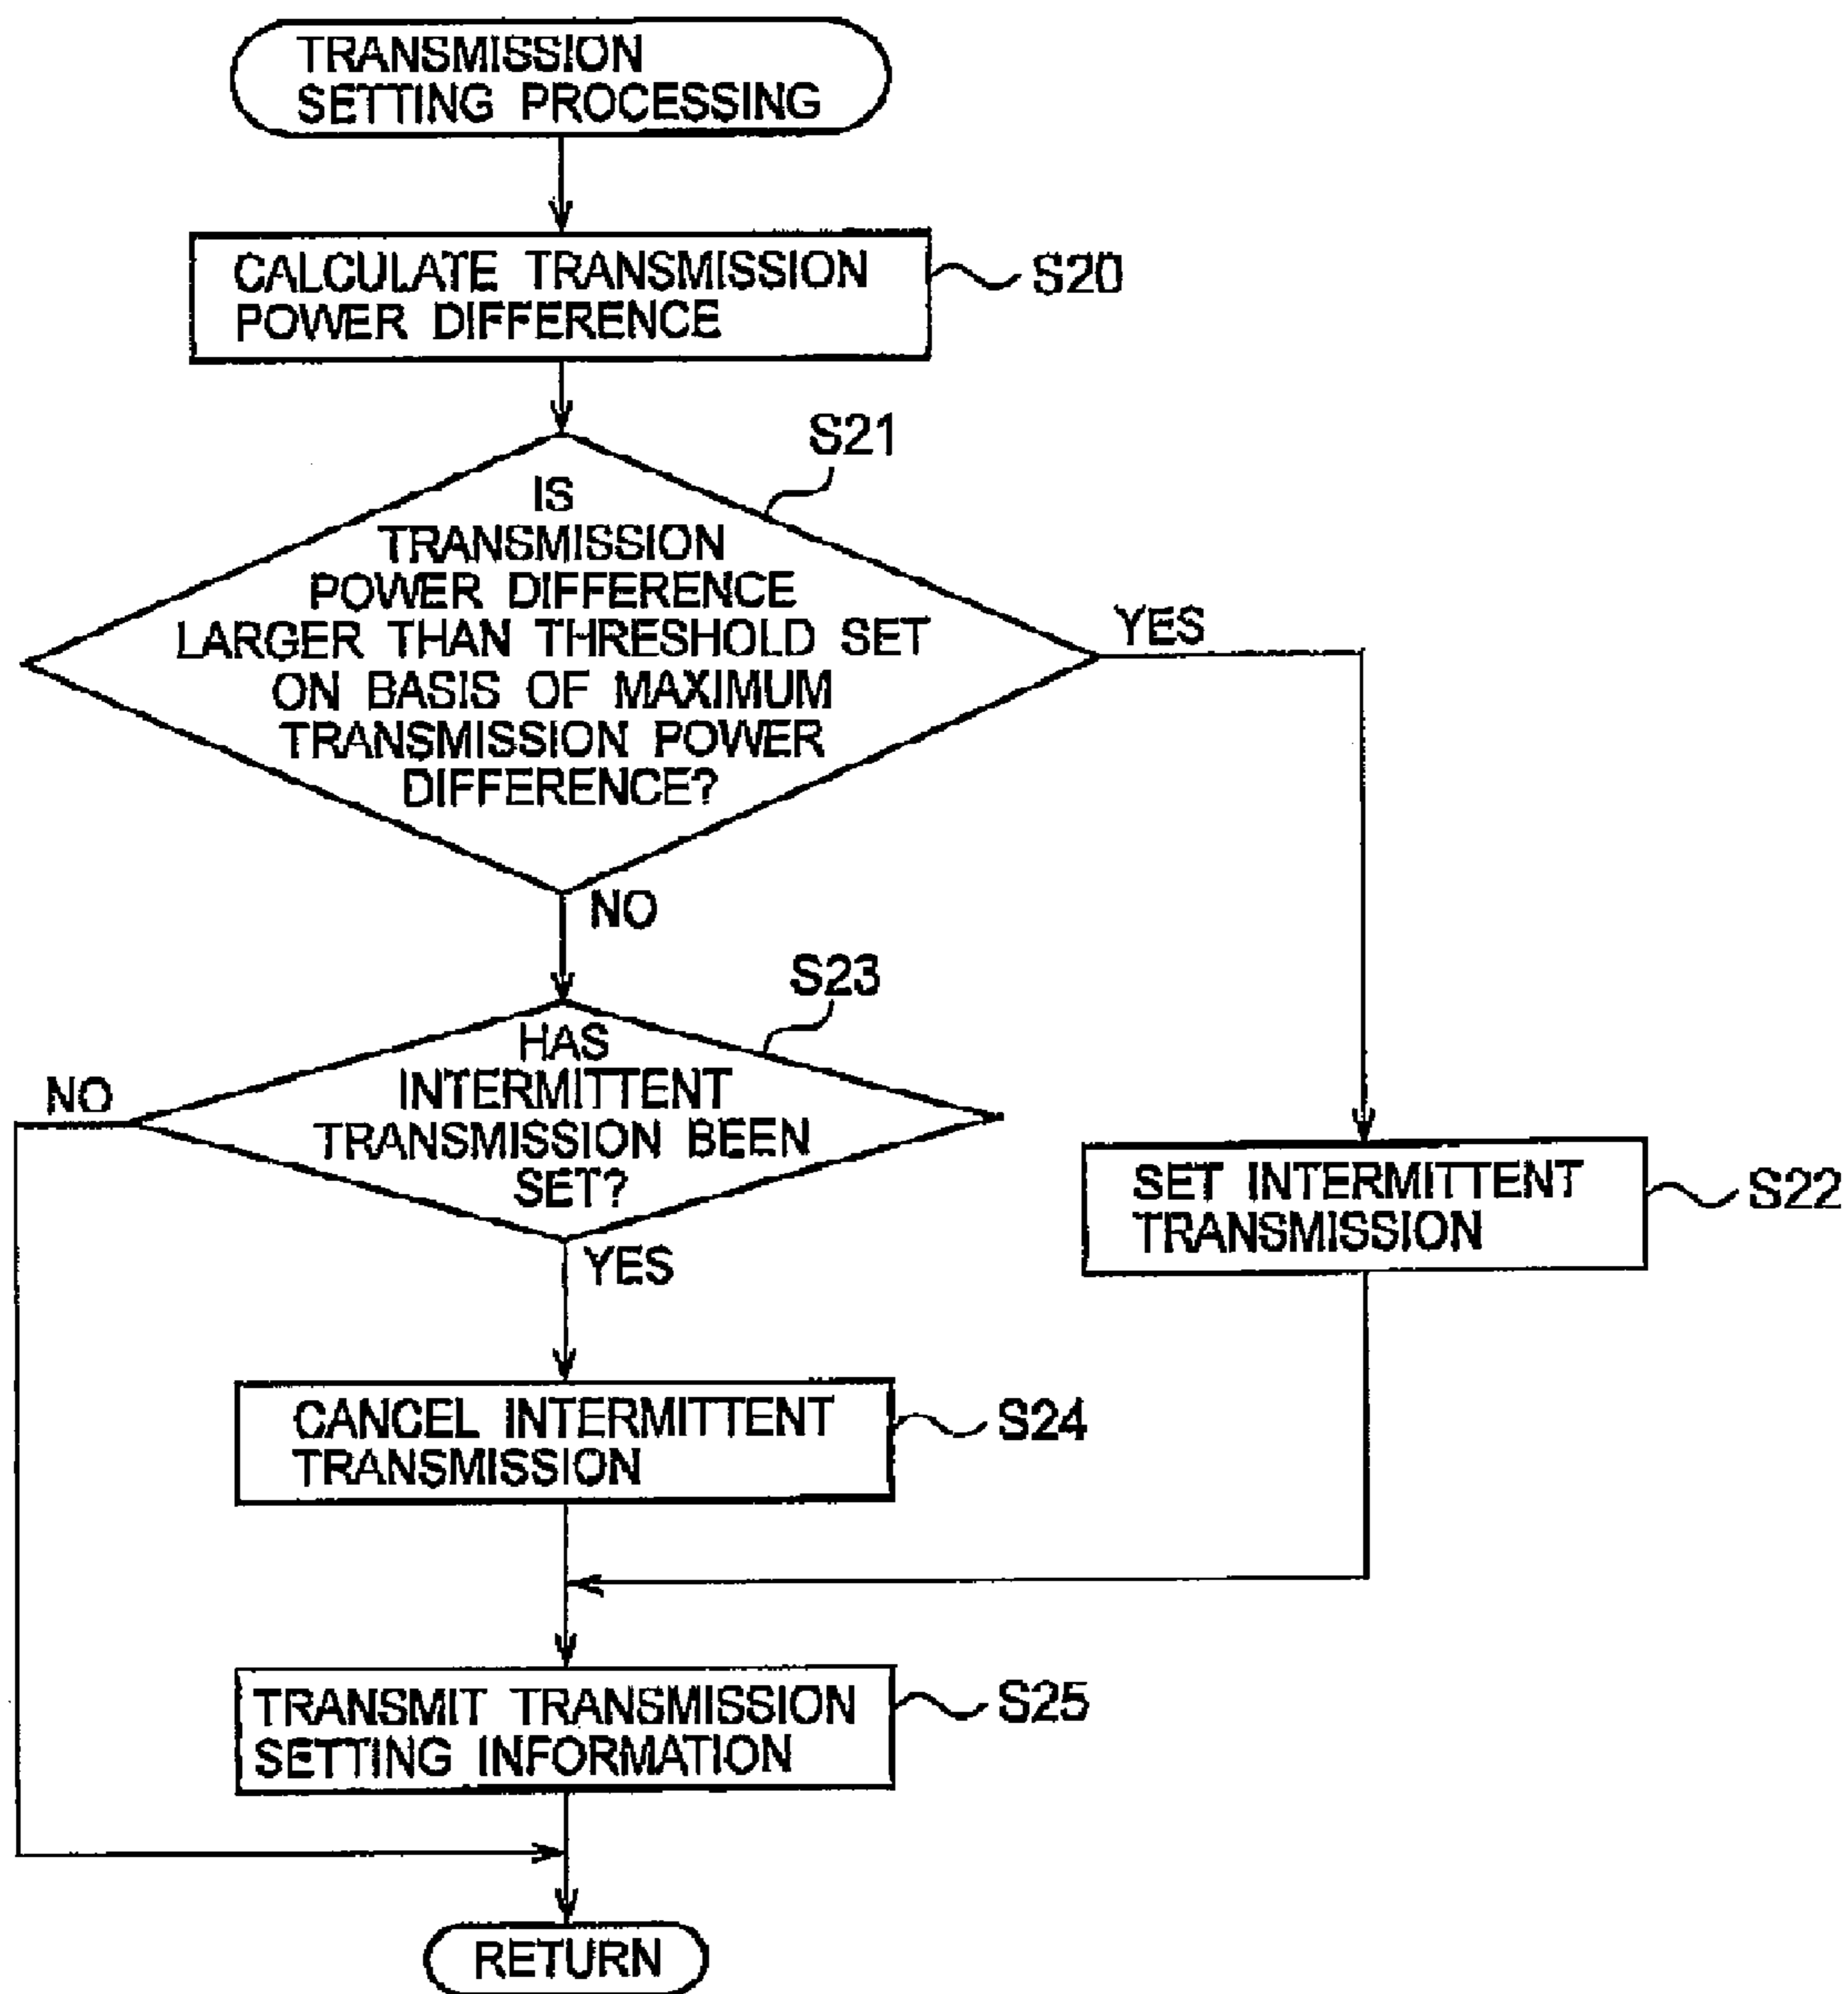 TRANSMISSION
SETTING PROCESSING
CALCULATE TRANSMISSION
POWER DIFFERENCE
S20
S21
IS
TRANSMISSION
POWER DIFFERENCE
LARGER THAN THRESHOLD SET
ON BASIS OF MAXIMUM
TRANSMISSION POWER
DIFFERENCE?
YES
NO
S23
HAS
INTERMITTENT
TRANSMISSION BEEN
SET?
NO
YES
SET INTERMITTENT
TRANSMISSION
S22
CANCEL INTERMITTENT
TRANSMISSION
S24
TRANSMIT TRANSMISSION
SETTING INFORMATION
S25
RETURN